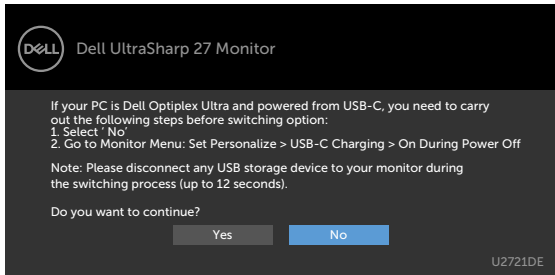 DELL
Dell UltraSharp 27 Monitor
If your PC is Dell Optiplex Ultra and powered from USB-C, you need to carry
out the following steps before switching option:
1. Select ‘ No’
2. Go to Monitor Menu: Set Personalize > USB-C Charging > On During Power Off
Note: Please disconnect any USB storage device to your monitor during
the switching process (up to 12 seconds).
Do you want to continue?
Yes No
U2721DE